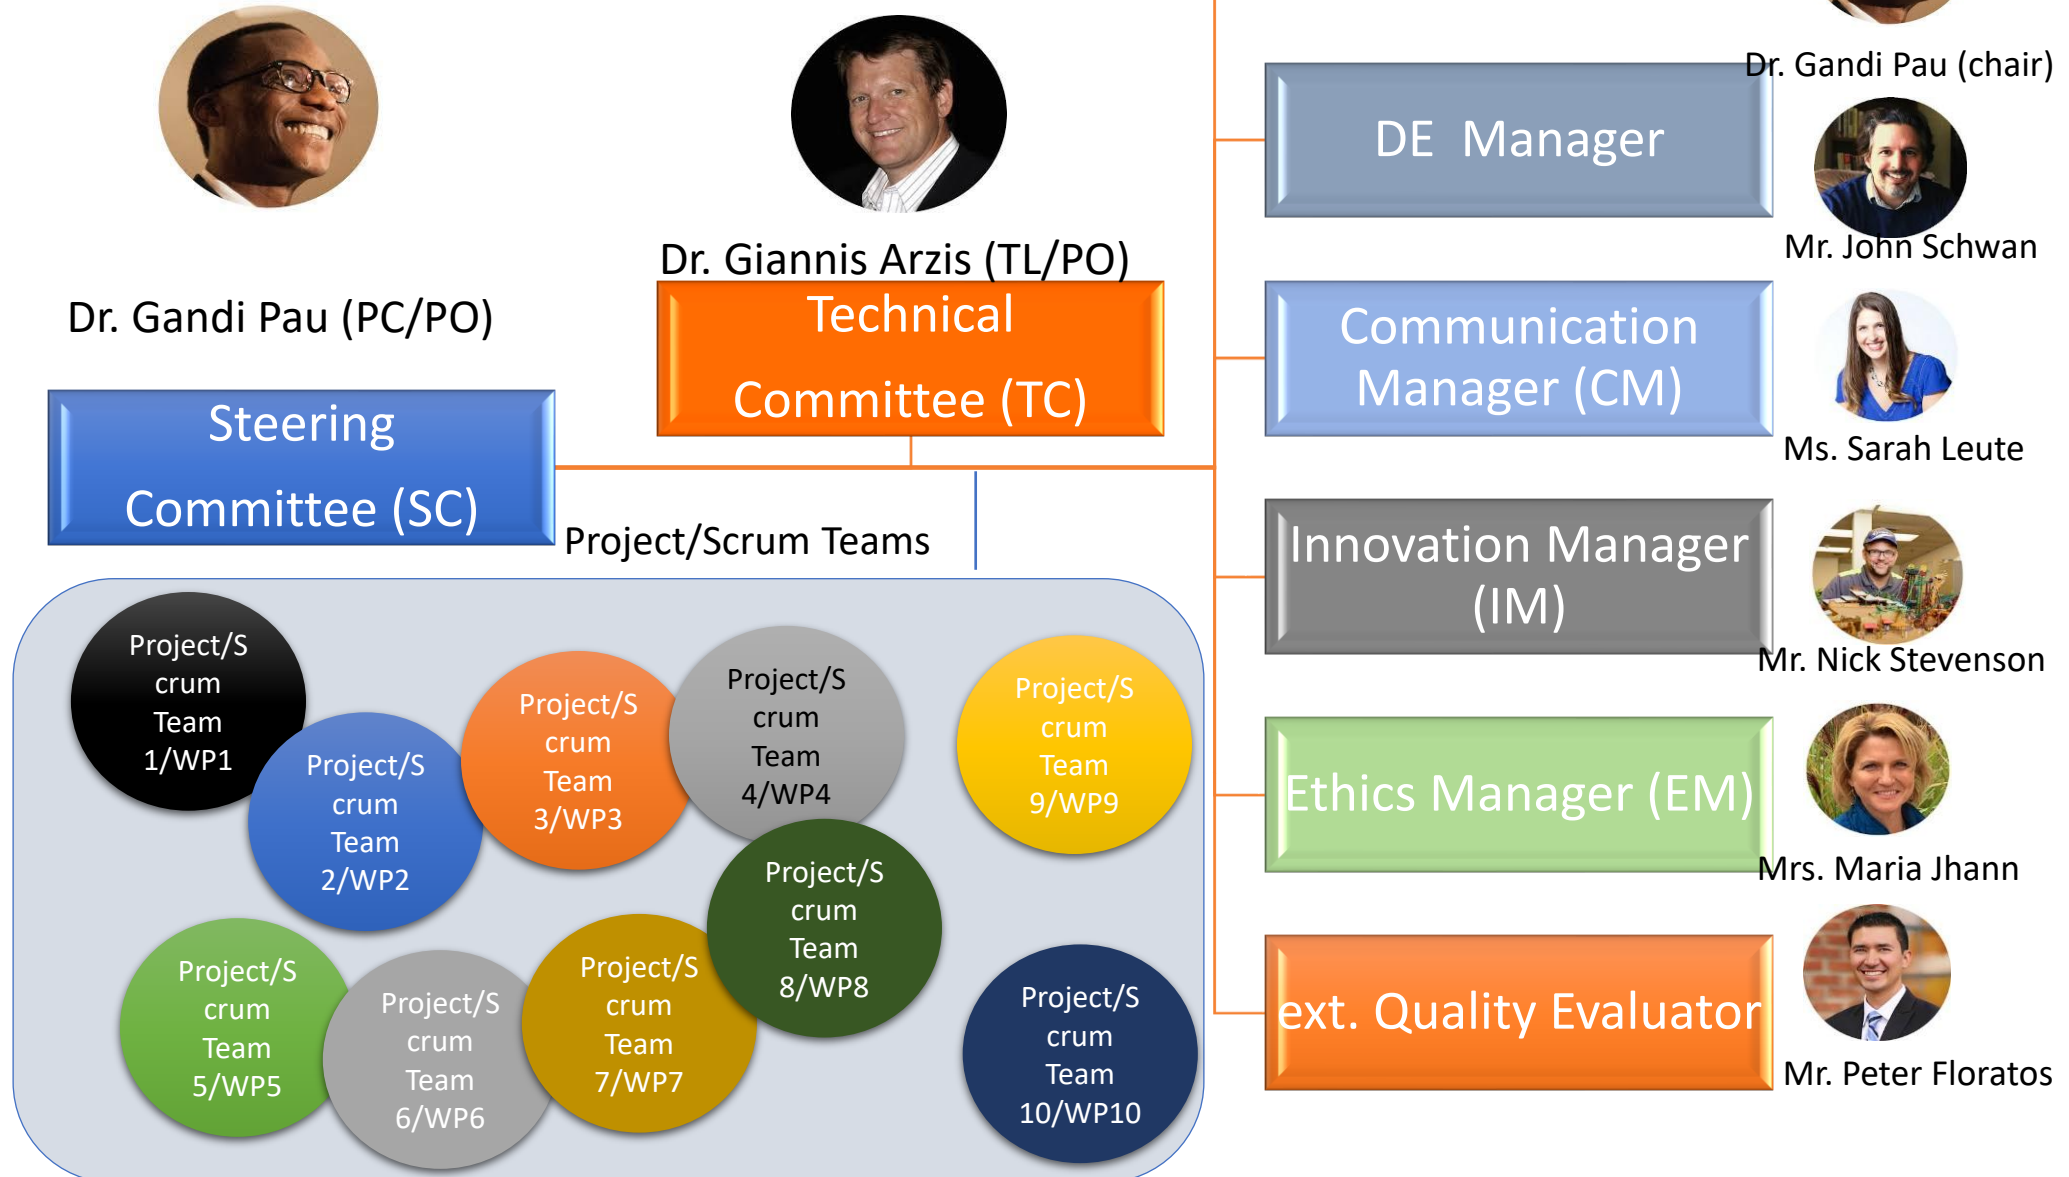 Dr. Gandi Pau (PC/PO)
Steering
Committee (SC)
Dr. Giannis Arzis (TL/PO)
Technical
Committee (TC)
Project/Scrum Teams
Project/S
crum
Team
1/WP1
Project/S
crum
Team
2/WP2
Project/S
crum
Team
3/WP3
Project/S
crum
Team
4/WP4
Project/S
crum
Team
9/WP9
Project/S
crum
Team
5/WP5
Project/S
crum
Team
6/WP6
Project/S
crum
Team
7/WP7
Project/S
crum
Team
8/WP8
Project/S
crum
Team
10/WP10
Dr. Gandi Pau (chair)
DE  Manager
Mr. John Schwan
Communication
Manager (CM)
Ms. Sarah Leute
Innovation Manager
(IM)
Mr. Nick Stevenson
Ethics Manager (EM)
Mrs. Maria Jhann
ext. Quality Evaluator
Mr. Peter Floratos